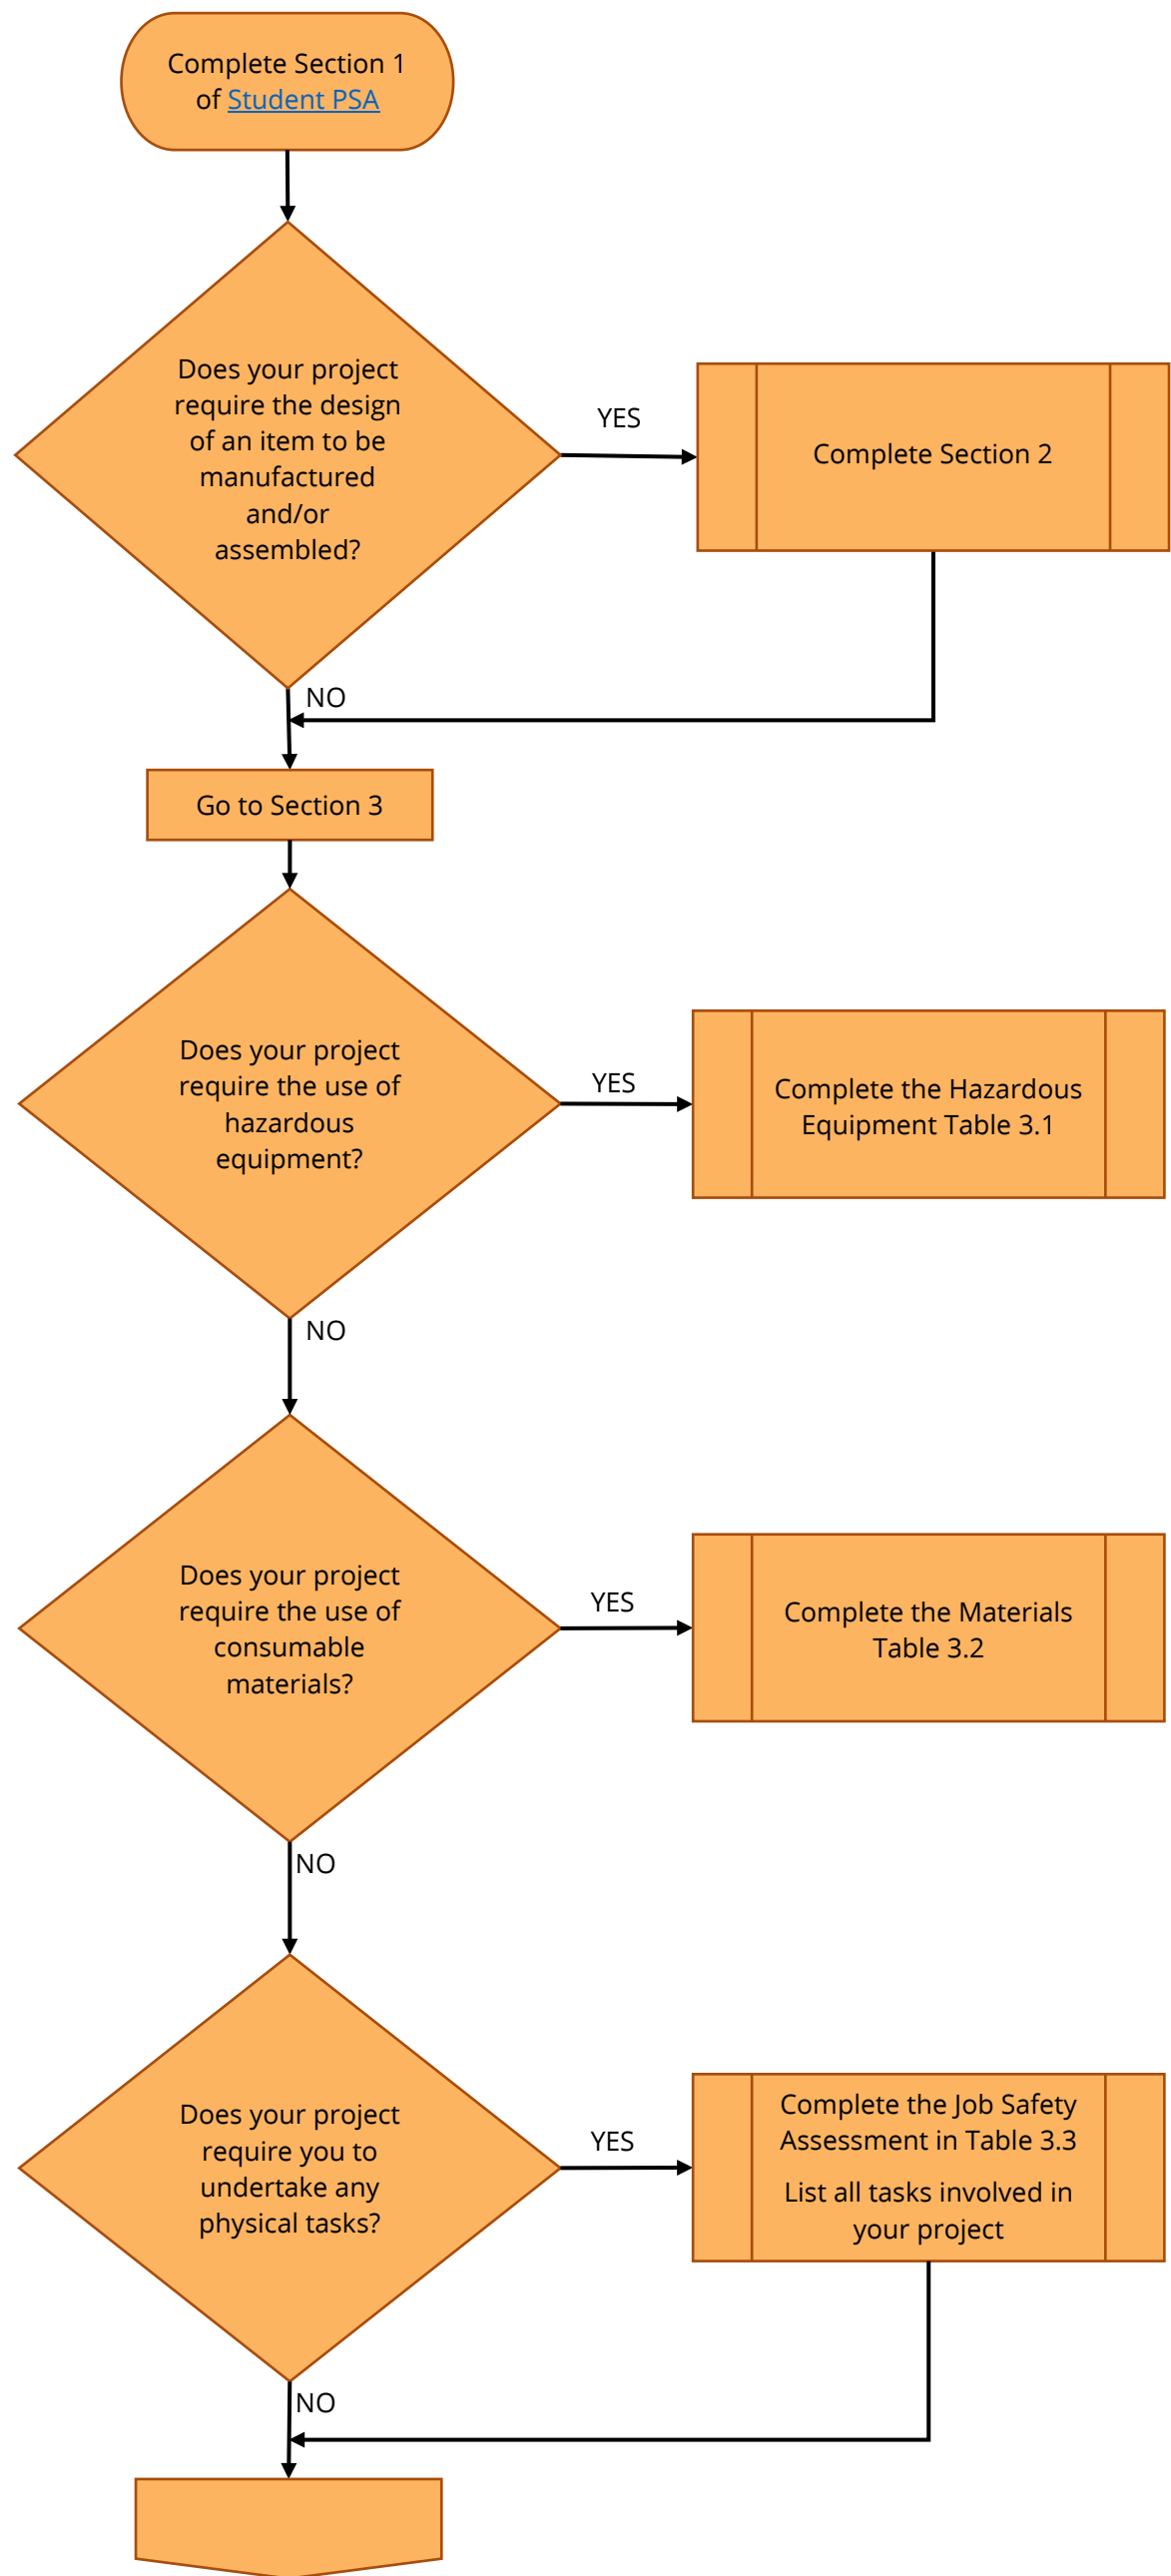 Complete Section 1
of Student PSA
Does your project
require the design
of an item to be
manufactured
and/or
assembled?
YES
Complete Section 2
NO
Go to Section 3
Does your project
require the use of
hazardous
equipment?
YES
Complete the Hazardous
Equipment Table 3.1
NO
Does your project
require the use of
consumable
materials?
YES
Complete the Materials
Table 3.2
NO
Does your project
require you to
undertake any
physical tasks?
YES
Complete the Job Safety
Assessment in Table 3.3
List all tasks involved in
your project
NO